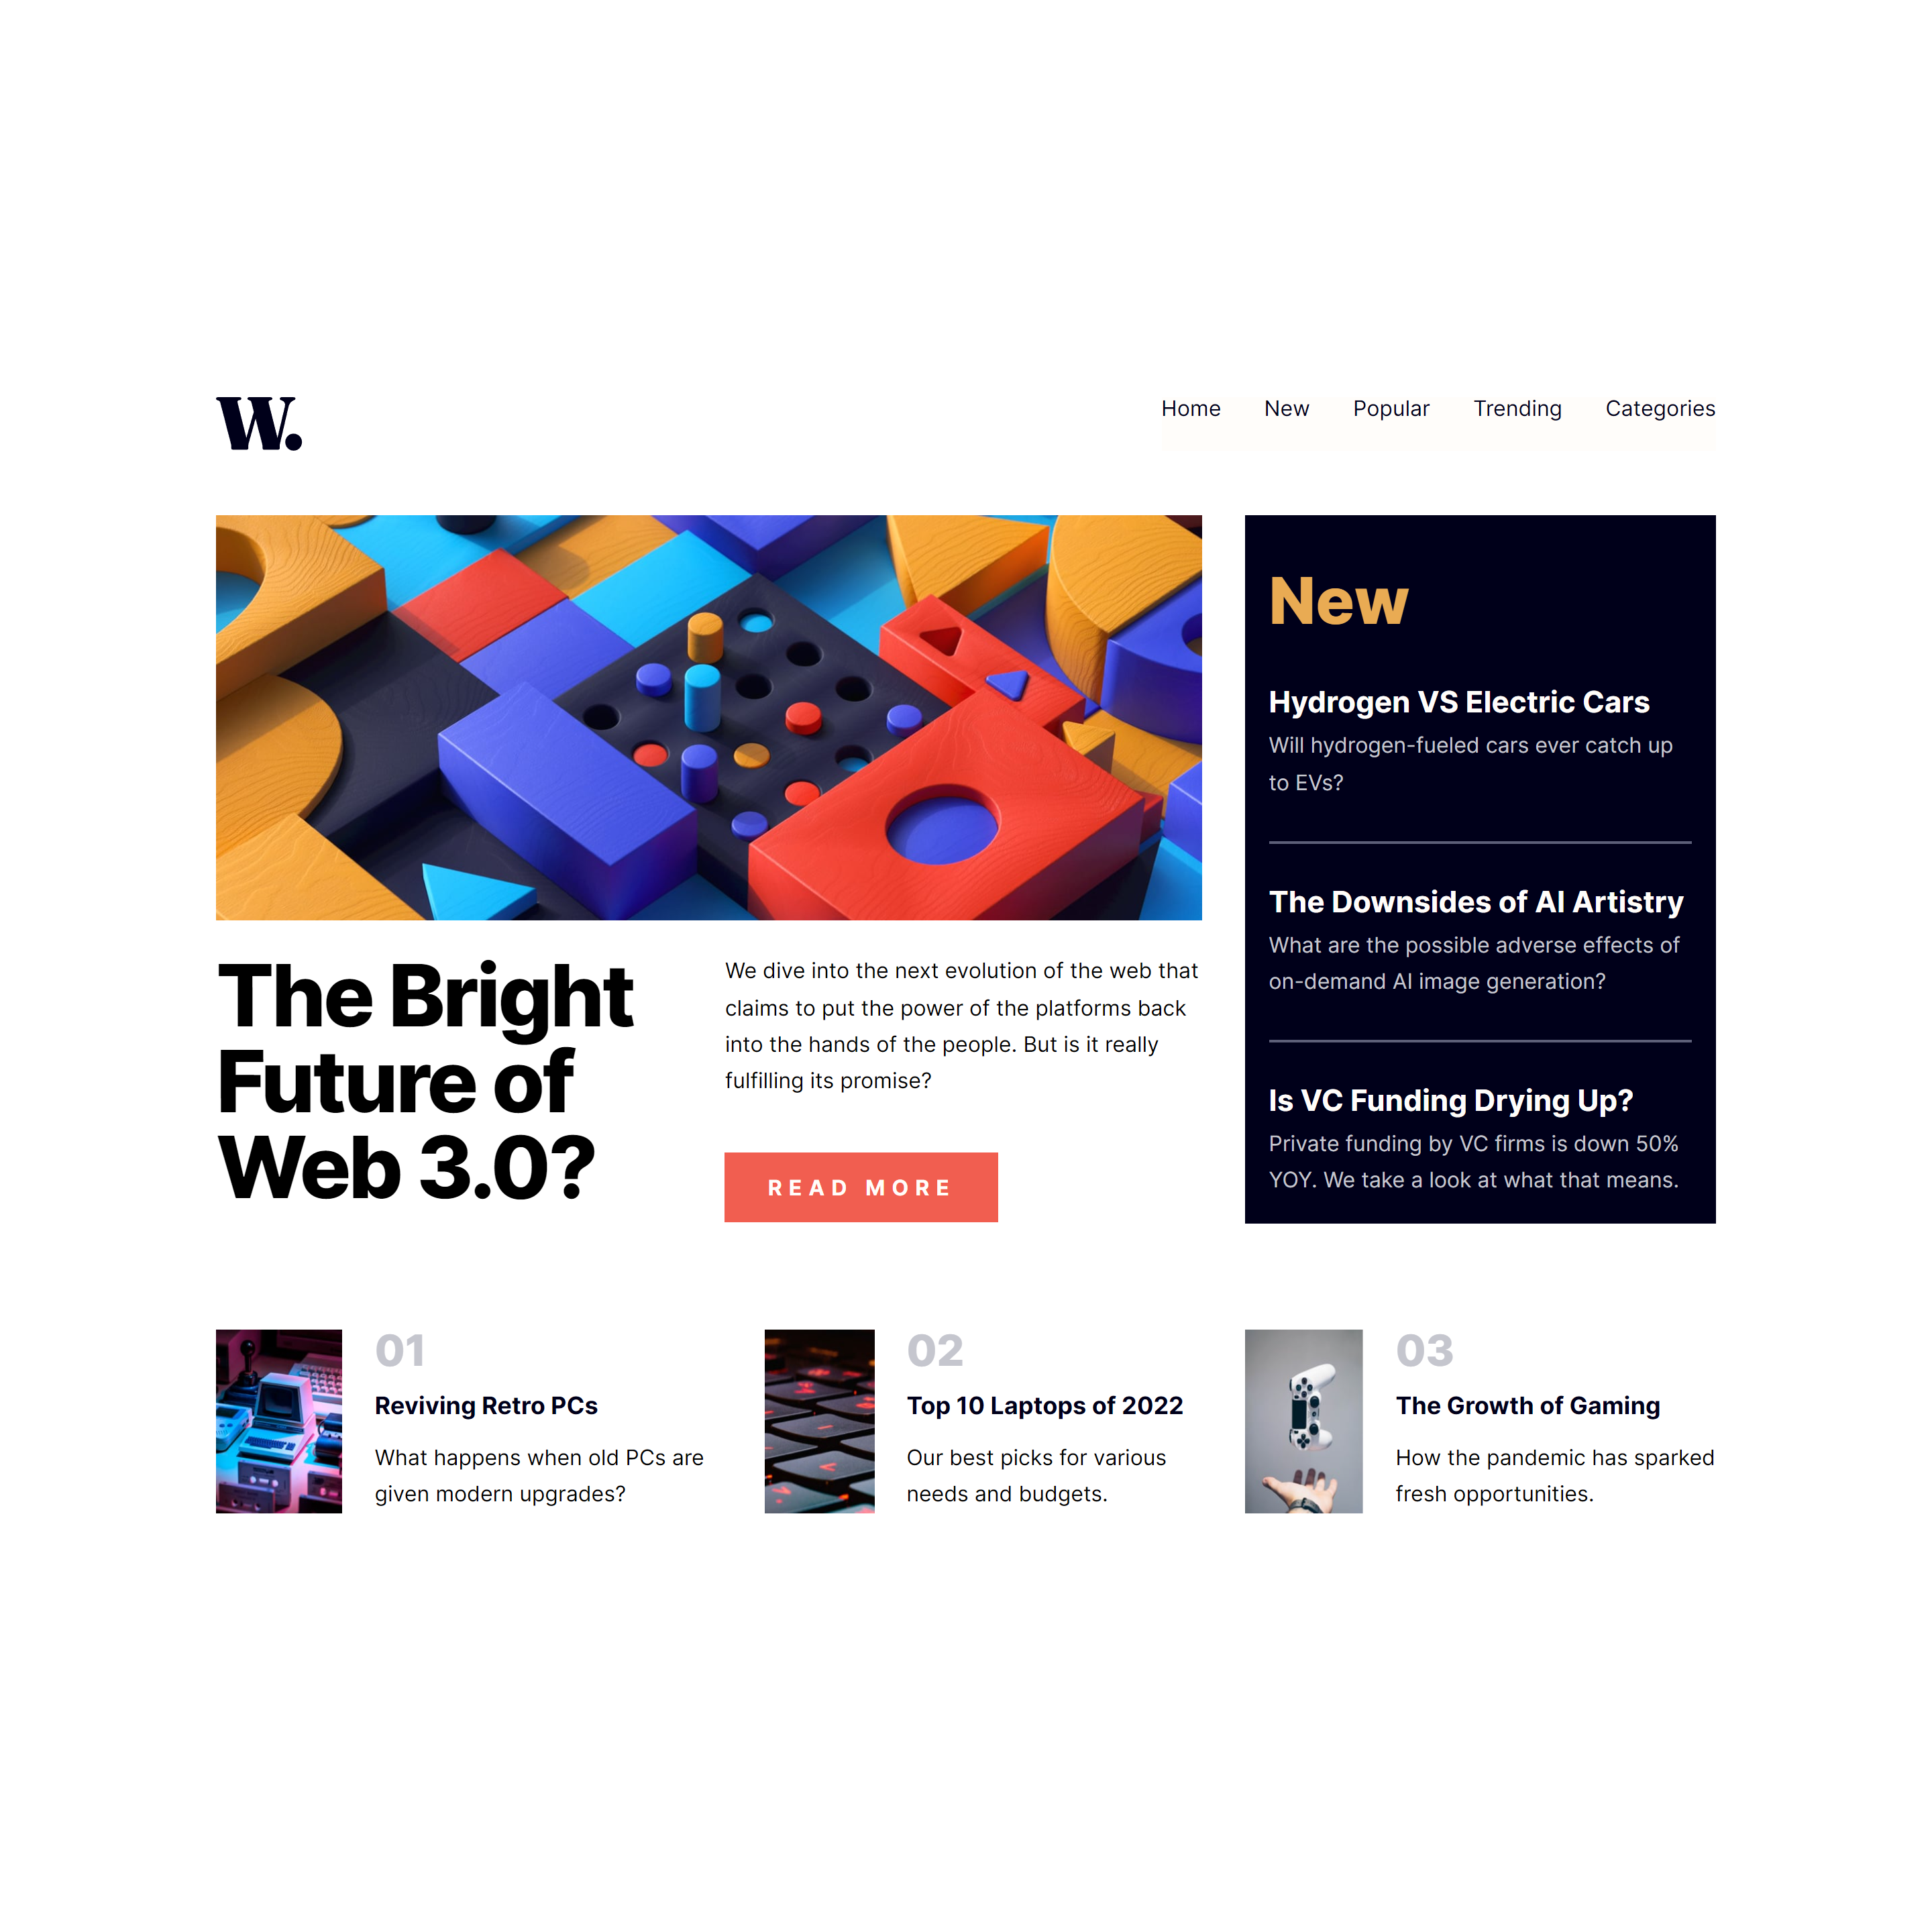 W.
Home New Popular Trending Categories
The Bright
Future of
Web 3.0?
We dive into the next evolution of the web that
claims to put the power of the platforms back
into the hands of the people. But is it really
fulfilling its promise?
READ MORE
New
Hydrogen VS Electric Cars
Will hydrogen-fueled cars ever catch up
to EVs?
The Downsides of AI Artistry
What are the possible adverse effects of
on-demand AI image generation?
Is VC Funding Drying Up?
Private funding by VC firms is down 50%
YOY. We take a look at what that means.
01
Reviving Retro PCs
What happens when old PCs are
given modern upgrades?
02
Top 10 Laptops of 2022
Our best picks for various
needs and budgets.
03
The Growth of Gaming
How the pandemic has sparked
fresh opportunities.